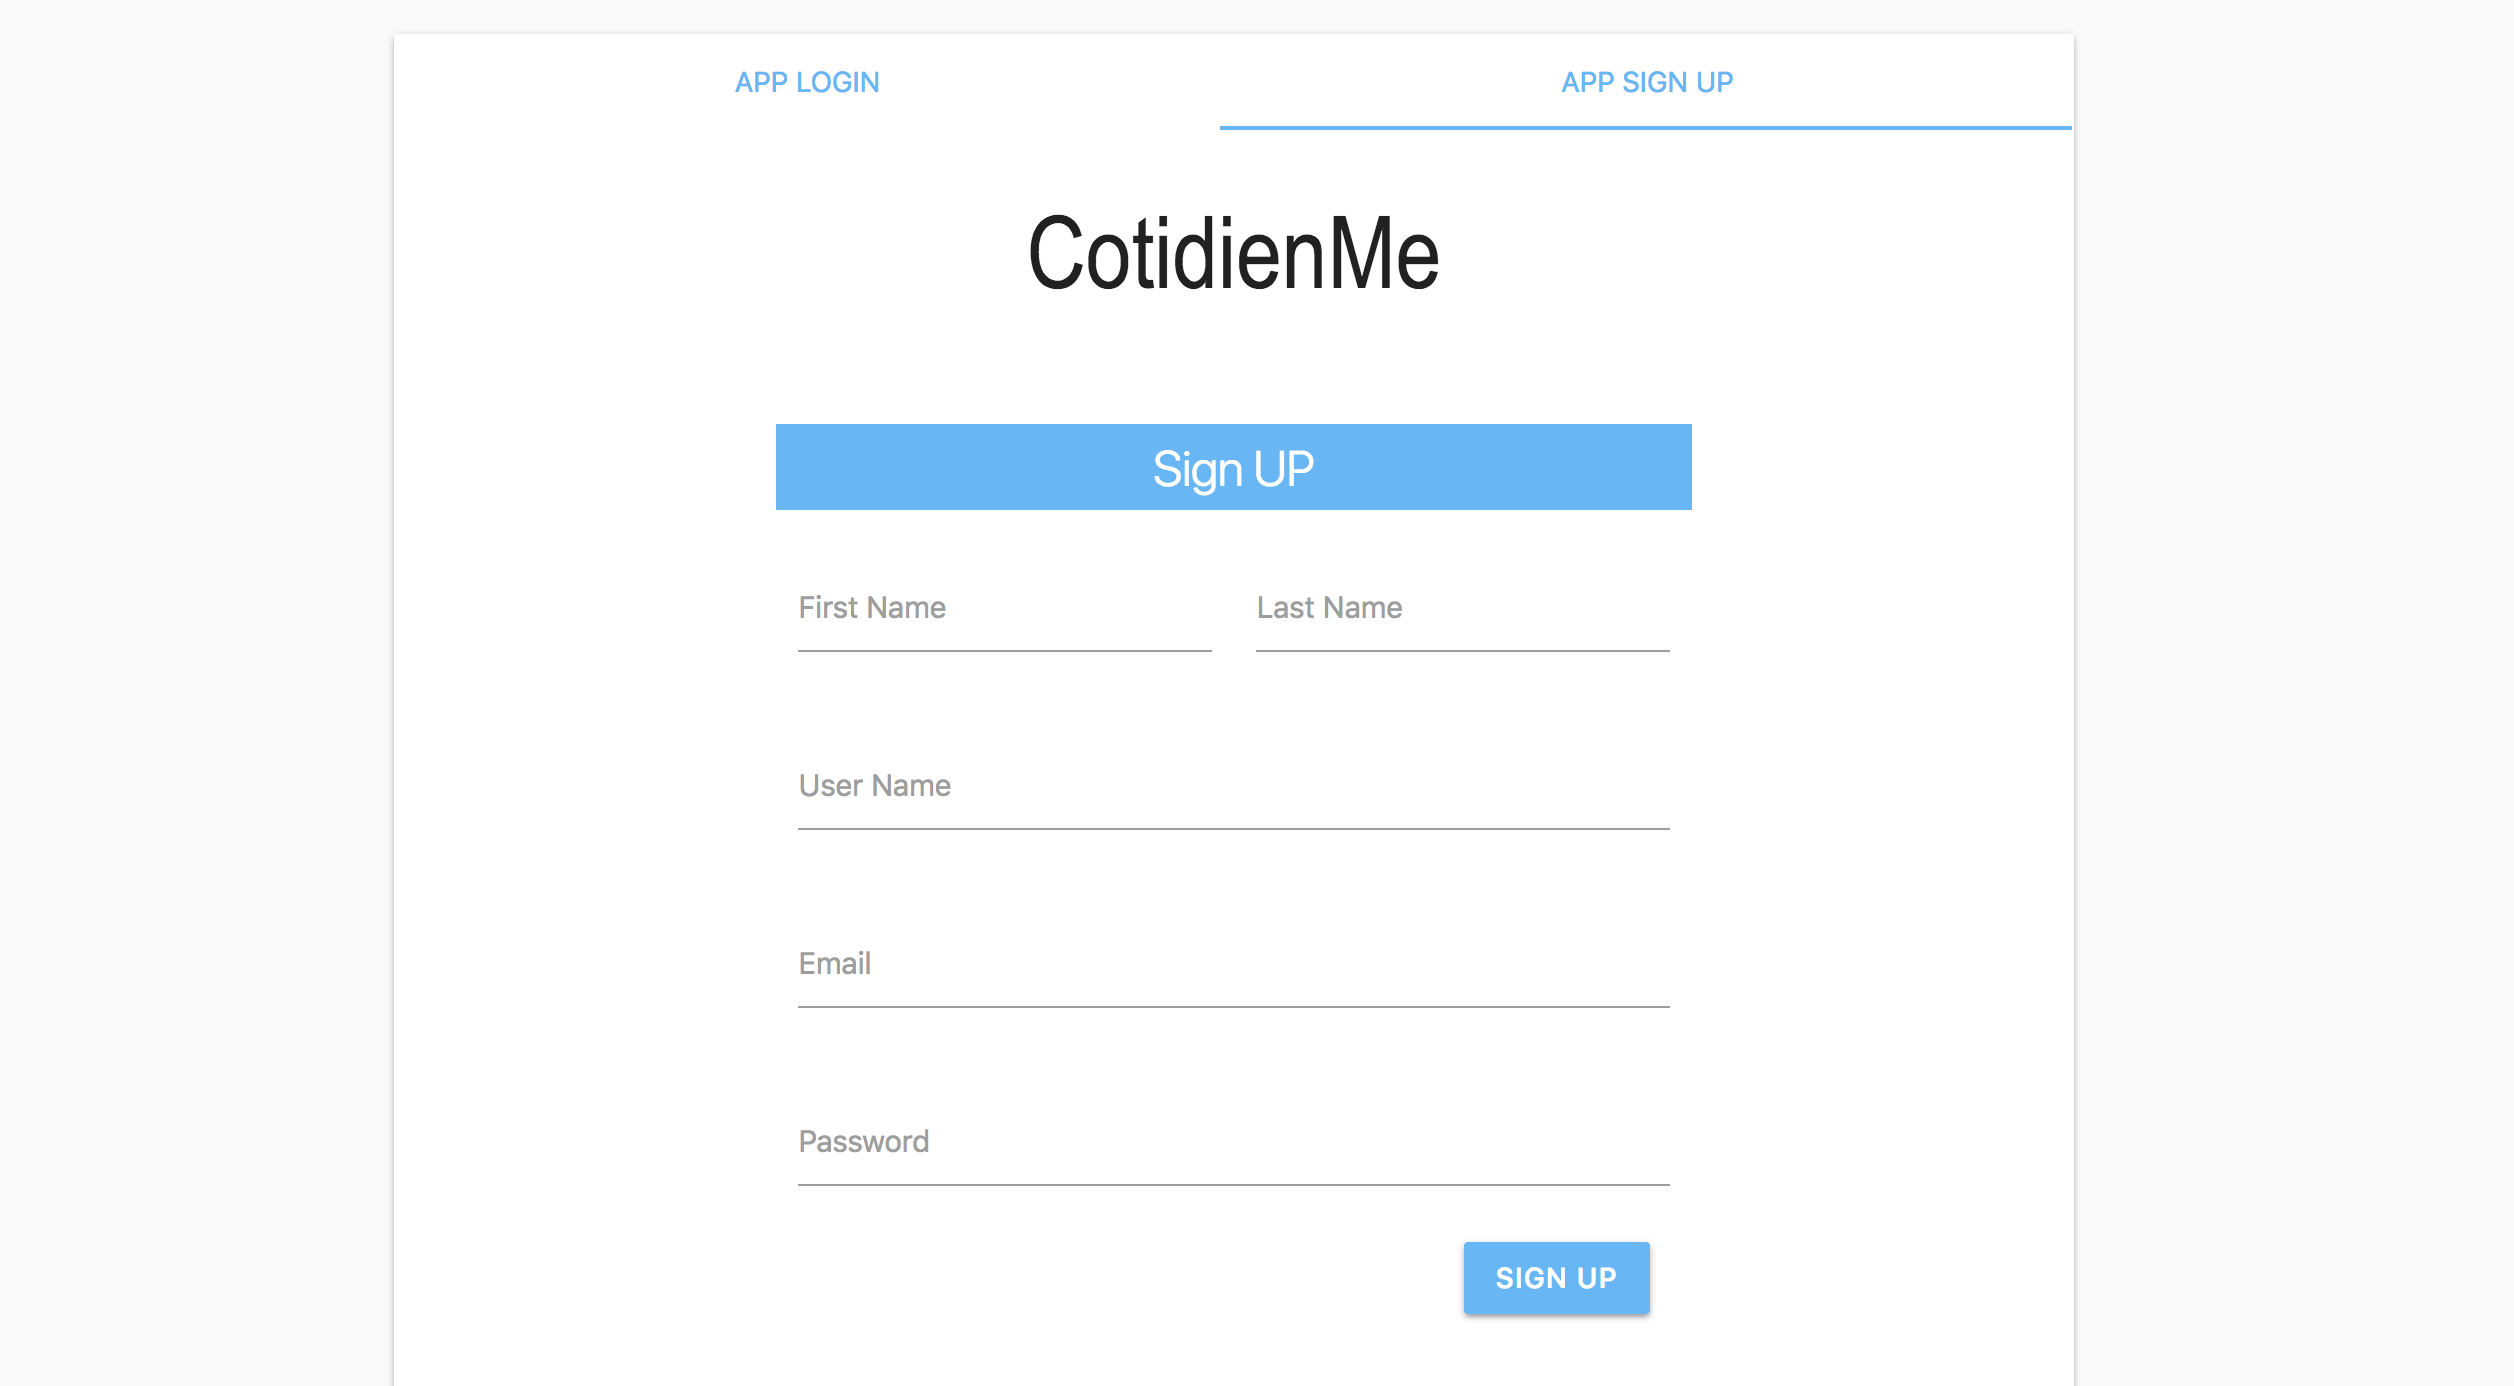 APP LOGIN APP SIGN UP
CotidienMe
Sign UP
First Name Last Name
User Name
Email
Password
SIGN UP